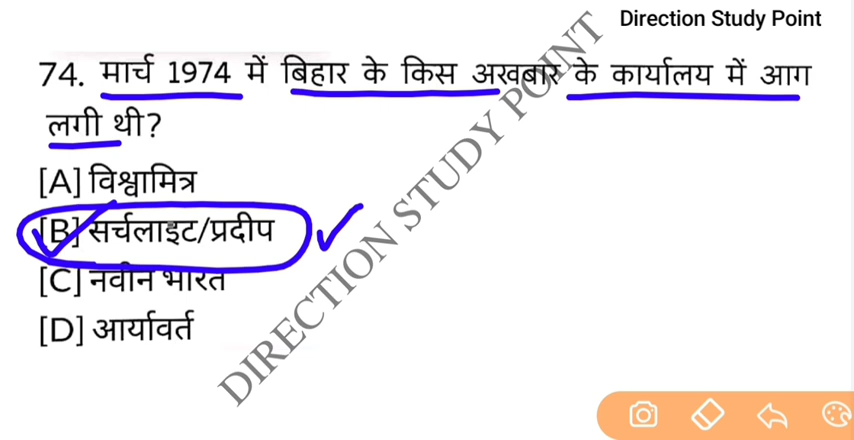 Direction Study Point
74. मार्च 1974 में बिहार के किस अखबार के कार्यालय में आग
लगी थी?
[A] विश्वामित्र
[B] सर्चलाइट/प्रदीप
[C] नवीन भारत
[D] आर्यावर्त
DIRECTION STUDY POINT